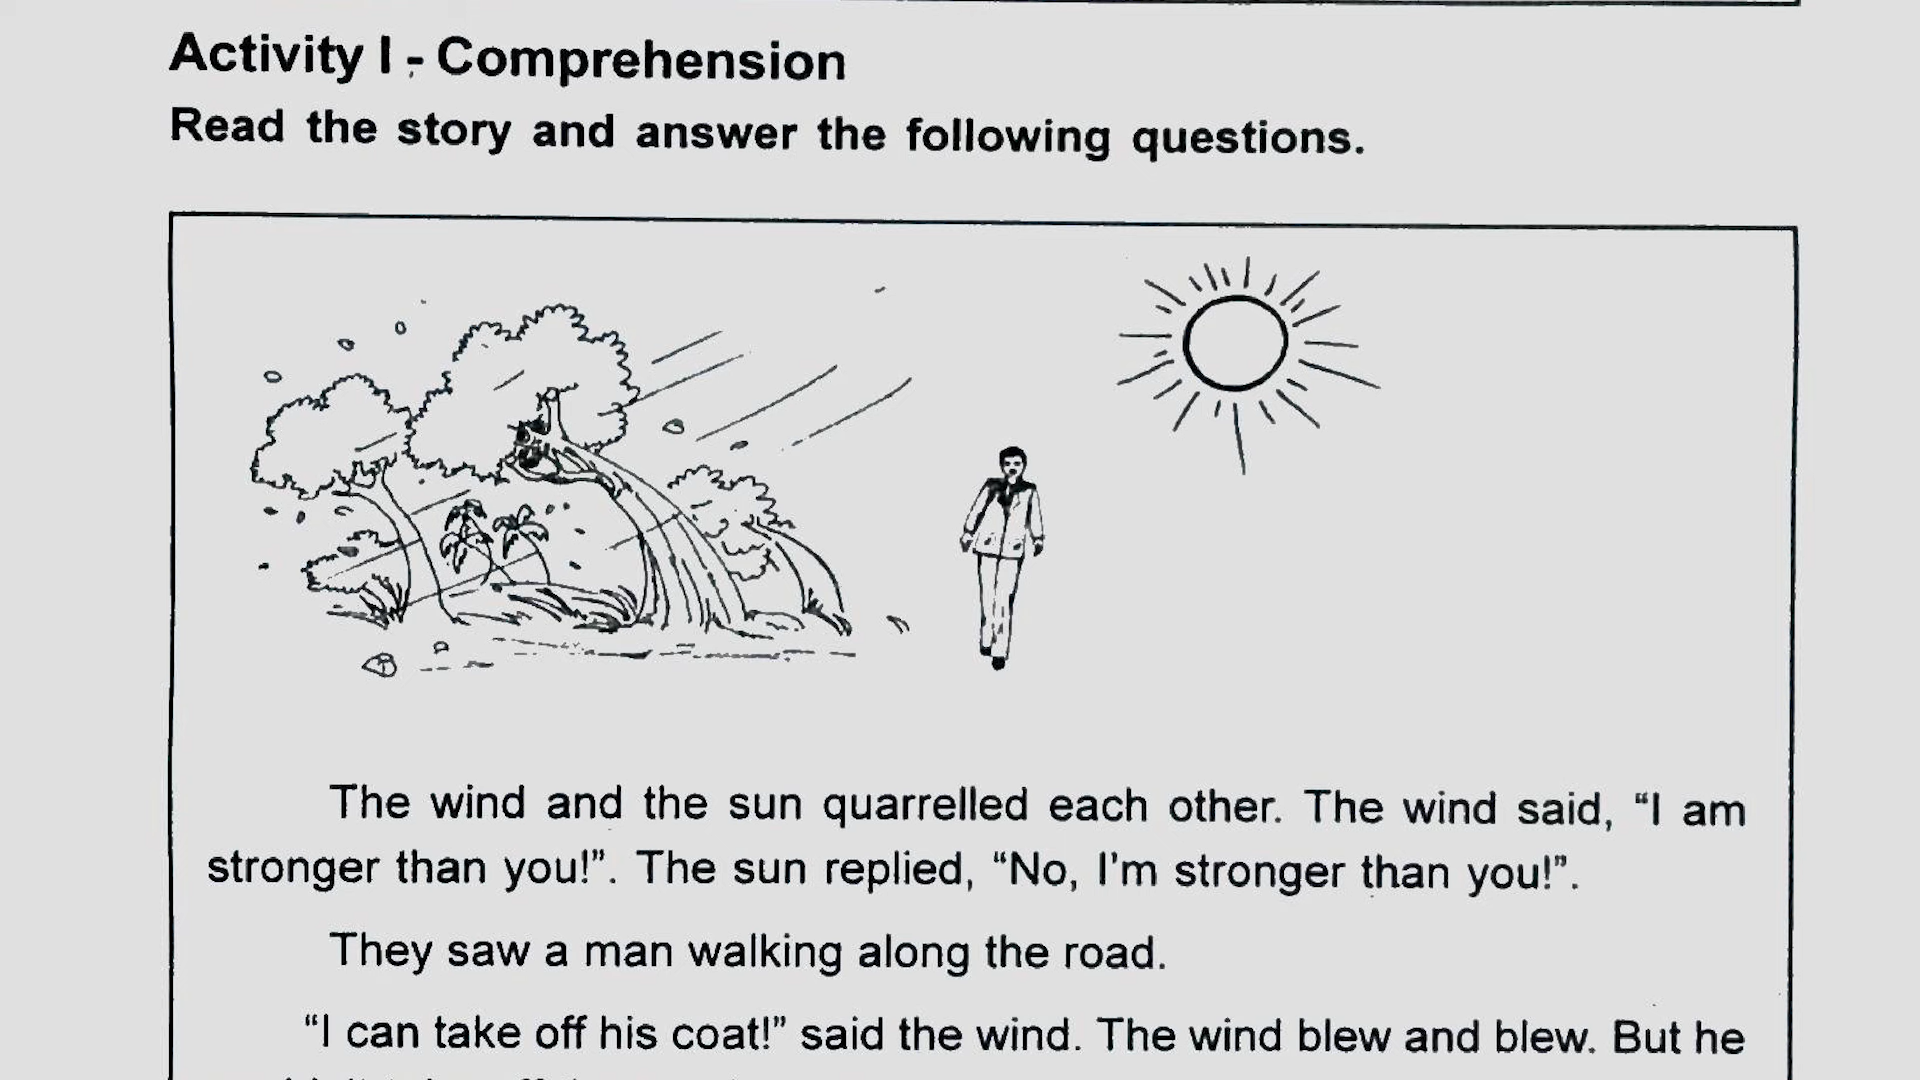 Activity I - Comprehension
Read the story and answer the following questions.
The wind and the sun quarrelled each other. The wind said, “I am
stronger than you!”. The sun replied, “No, I'm stronger than you!”.
They saw a man walking along the road.
“I can take off his coat!” said the wind. The wind blew and blew. But he